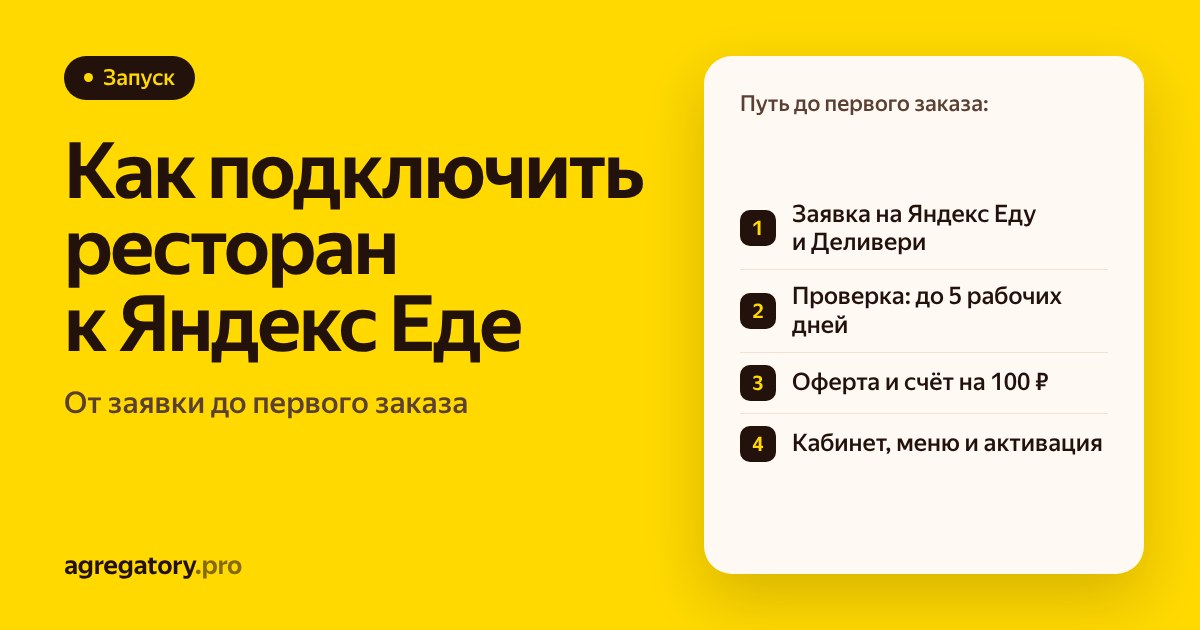 Запуск
Как подключить
ресторан
к Яндекс Еде
От заявки до первого заказа
agregatory.pro
Путь до первого заказа:
1 Заявка на Яндекс Еду
и Деливери
2 Проверка: до 5 рабочих
дней
3 Оферта и счёт на 100 ₽
4 Кабинет, меню и активация